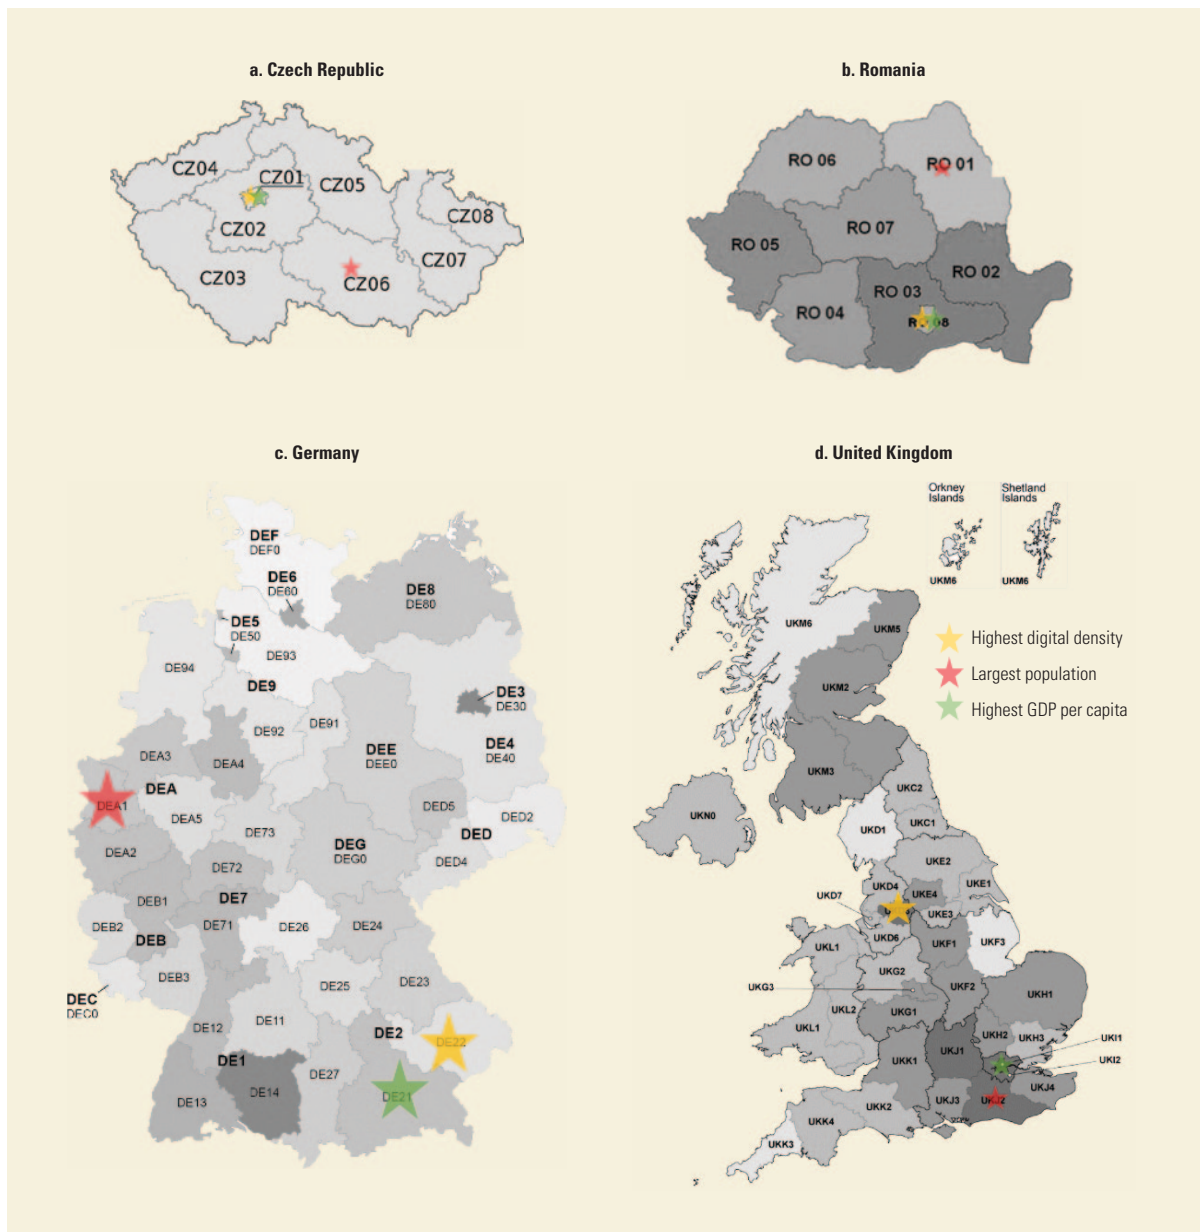 a. Czech Republic
CZ04
CZ01
CZ05
CZ02
CZ08
CZ03
CZ06
CZ07
b. Romania
RO 06
RO 01
RO 07
RO 05
RO 02
RO 03
RO 04
c. Germany
DEF
DEF0
DE6
DE60
DE8
DE80
DE5
DE50
DE93
DE94
DE9
DE3
DE30
DE91
DE92
DE4
DE40
DEA3
DEA4
DEE
DEE0
DEA
DEA1
DEA5
DED5
DED2
DED
DE73
DEG
DEG0
DED4
DEA2
DE72
DE7
DEB1
DE71
DE26
DE24
DEB2
DEB
DEB3
DE25
DE23
DEC
DEC0
DE12
DE11
DE2
DE22
DE1
DE27
DE14
DE21
DE13
d. United Kingdom
Orkney
Islands
Shetland
Islands
UKM6
UKM6
UKM6
UKM5
Highest digital density
Largest population
Highest GDP per capita
UKM2
UKM3
UKC2
UKN0
UKD1
UKC1
UKE2
UKD4
UKE4
UKE1
UKD7
UKE3
UKD6
UKL1
UKF1
UKF3
UKG2
UKG3
UKF2
UKH1
UKL2
UKG1
UKL1
UKH2
UKH3
UKI1
UKJ1
UKK1
UKI2
UKJ4
UKJ2
UKJ3
UKK2
UKK4
UKK3